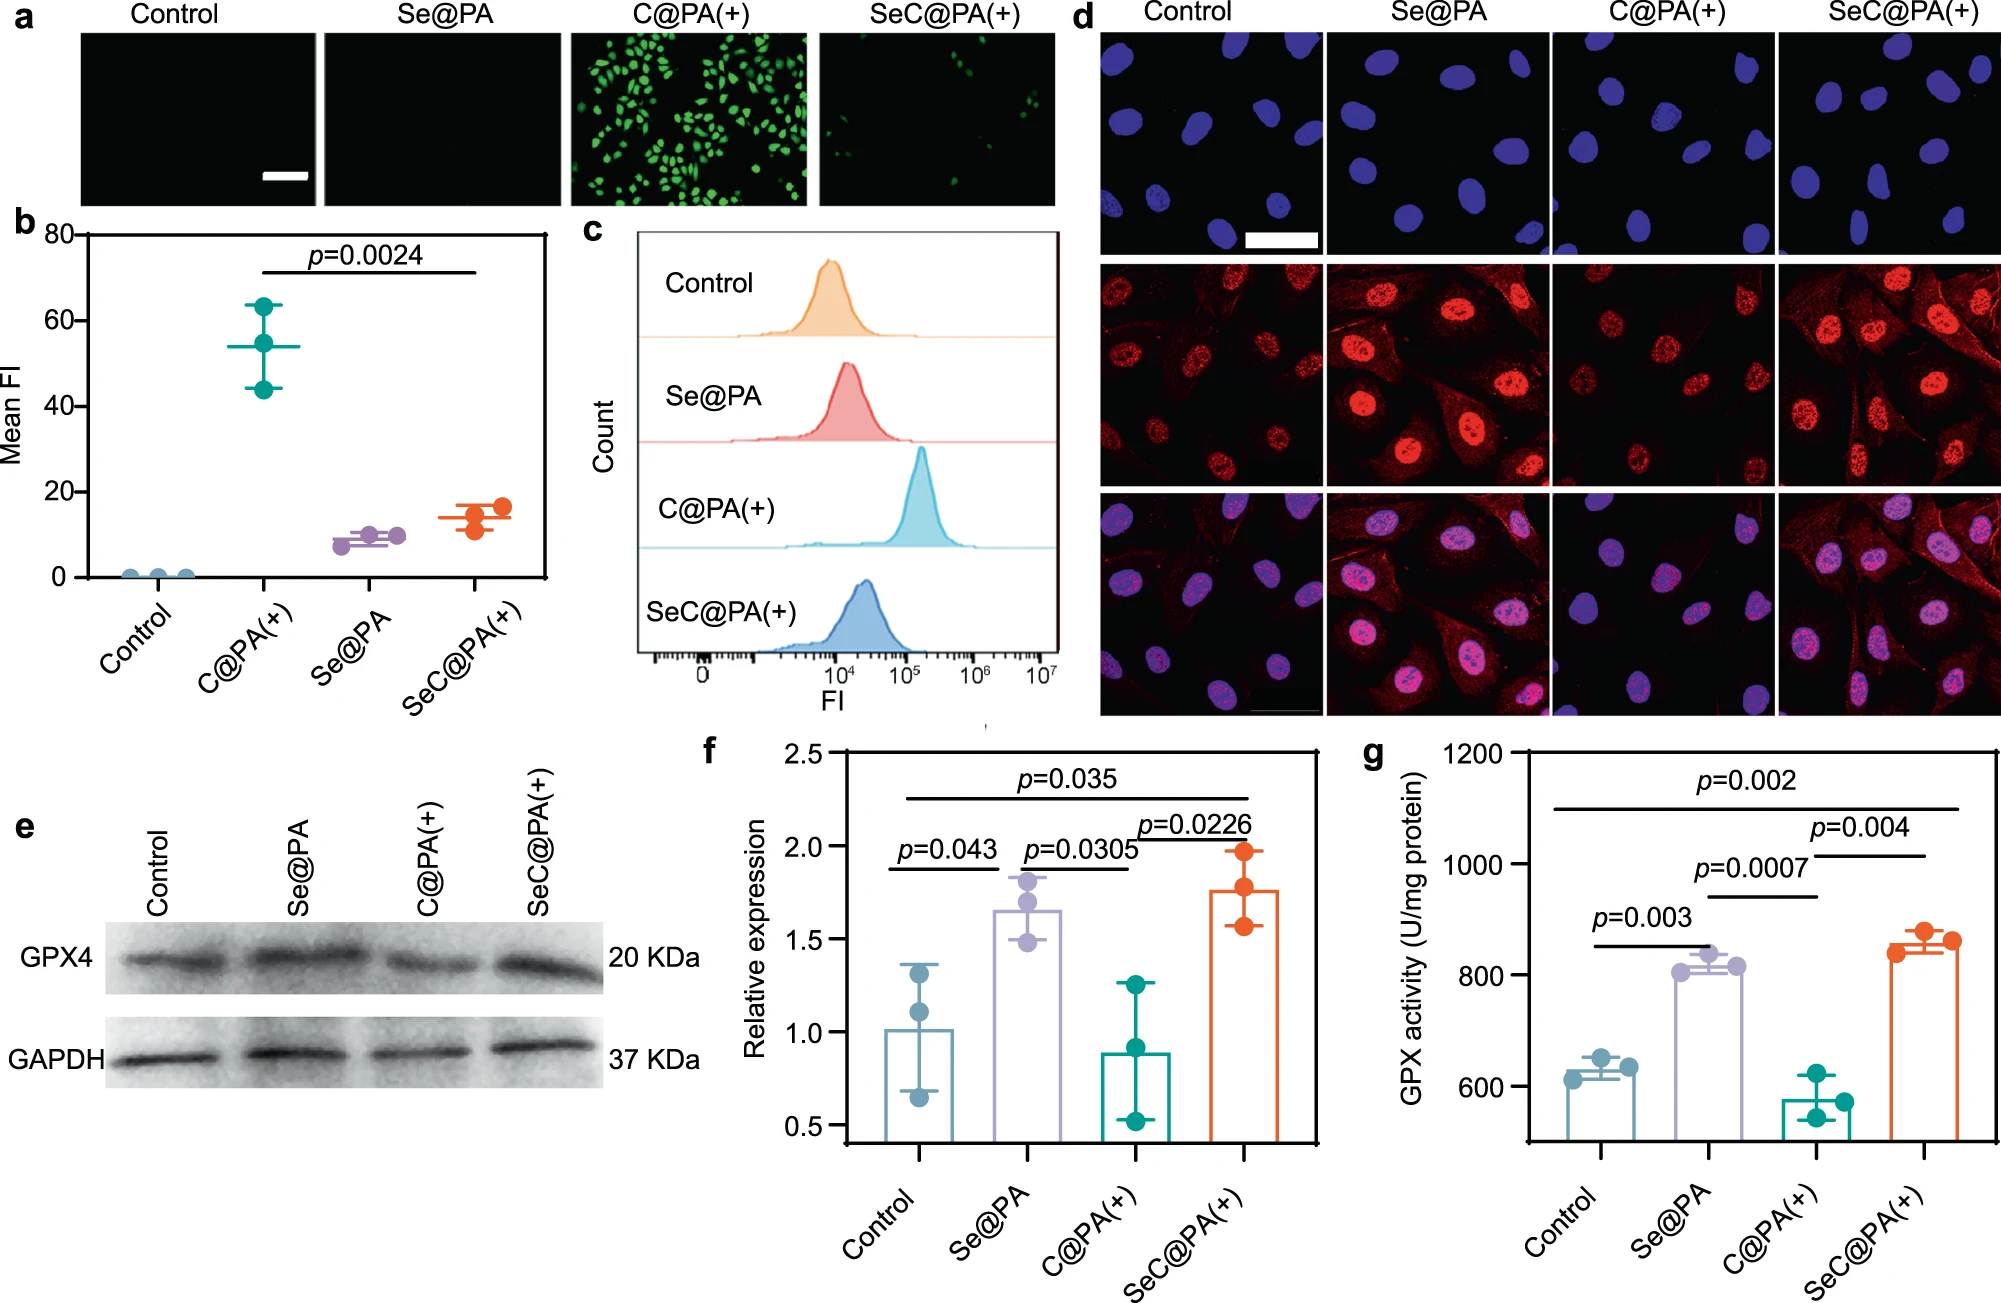 a
Control
Se@PA
C@PA(+)
SeC@PA(+)
b
80
60
40
20
0
Mean FI
p=0.0024
Control
C@PA(+)
Se@PA
SeC@PA(+)
c
Count
Control
Se@PA
C@PA(+)
SeC@PA(+)
0
10⁴
10⁵
10⁶
10⁷
FI
d
Control
Se@PA
C@PA(+)
SeC@PA(+)
e
Control
Se@PA
C@PA(+)
SeC@PA(+)
GPX4
20 KDa
GAPDH
37 KDa
f
2.5
2.0
1.5
1.0
0.5
Relative expression
p=0.035
p=0.0226
p=0.043
p=0.0305
Control
Se@PA
C@PA(+)
SeC@PA(+)
g
1200
1000
800
600
GPX activity (U/mg protein)
p=0.002
p=0.004
p=0.0007
p=0.003
Control
Se@PA
C@PA(+)
SeC@PA(+)